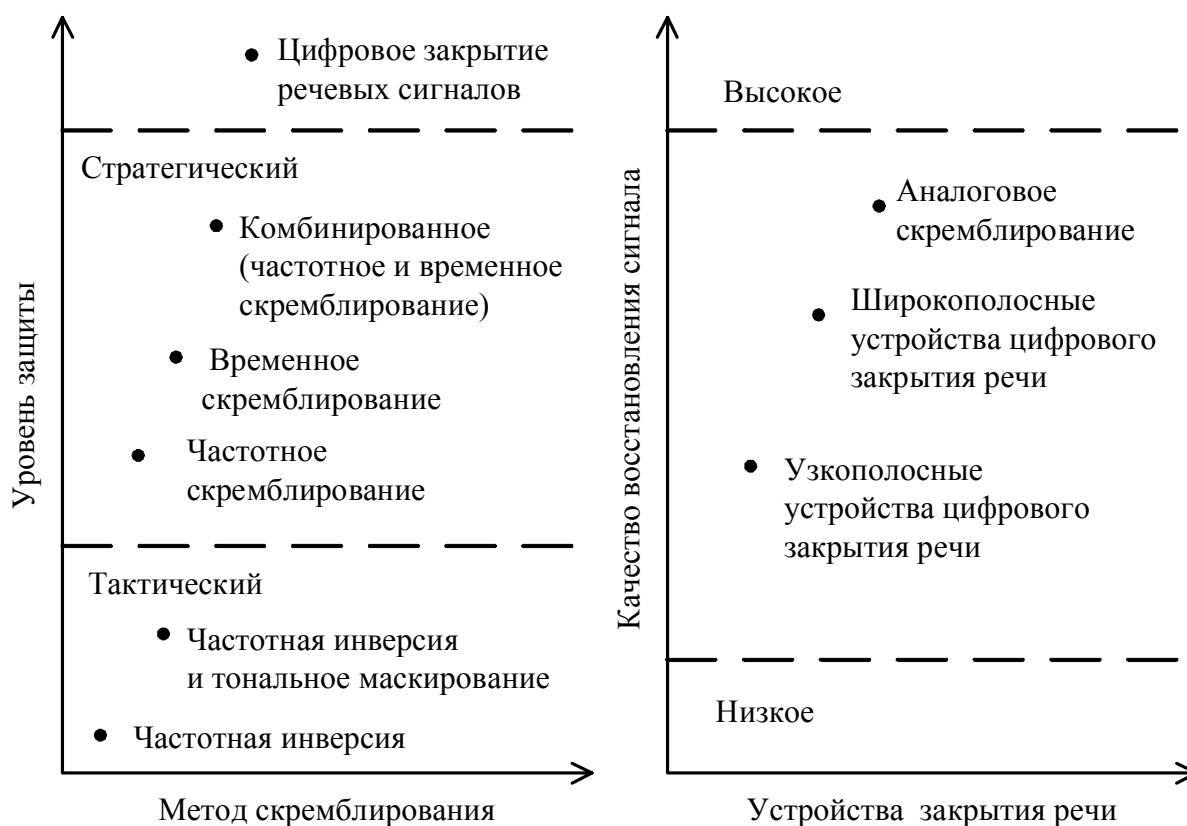 Уровень защиты
Цифровое закрытие
речевых сигналов
Стратегический
Комбинированное
(частотное и временное
скремблирование)
Временное
скремблирование
Частотное
скремблирование
Тактический
Частотная инверсия
и тональное маскирование
Частотная инверсия
Метод скремблирования
Качество восстановления сигнала
Высокое
Аналоговое
скремблирование
Широкополосные
устройства цифрового
закрытия речи
Узкополосные
устройства цифрового
закрытия речи
Низкое
Устройства закрытия речи